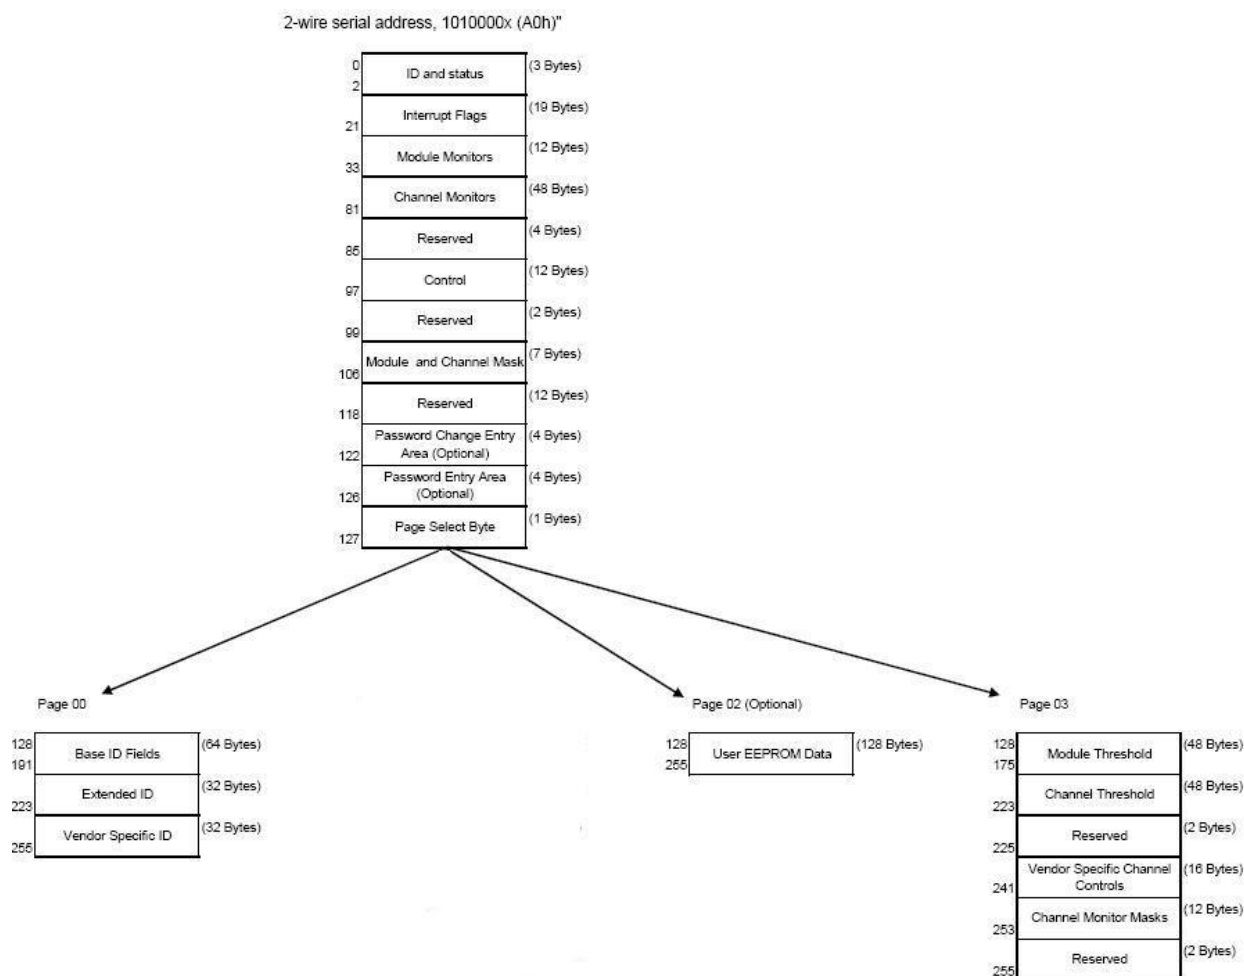 2-wire serial address, 1010000x (A0h)"
0
2
ID and status
(3 Bytes)
21
Interrupt Flags
(19 Bytes)
33
Module Monitors
(12 Bytes)
81
Channel Monitors
(48 Bytes)
85
Reserved
(4 Bytes)
97
Control
(12 Bytes)
99
Reserved
(2 Bytes)
106
Module and Channel Mask
(7 Bytes)
118
Reserved
(12 Bytes)
122
Password Change Entry
Area (Optional)
(4 Bytes)
126
Password Entry Area
(Optional)
(4 Bytes)
127
Page Select Byte
(1 Bytes)
Page 00
128
191
Base ID Fields
(64 Bytes)
223
Extended ID
(32 Bytes)
255
Vendor Specific ID
(32 Bytes)
Page 02 (Optional)
128
255
User EEPROM Data
(128 Bytes)
Page 03
128
175
Module Threshold
(48 Bytes)
223
Channel Threshold
(48 Bytes)
225
Reserved
(2 Bytes)
241
Vendor Specific Channel
Controls
(16 Bytes)
253
Channel Monitor Masks
(12 Bytes)
255
Reserved
(2 Bytes)